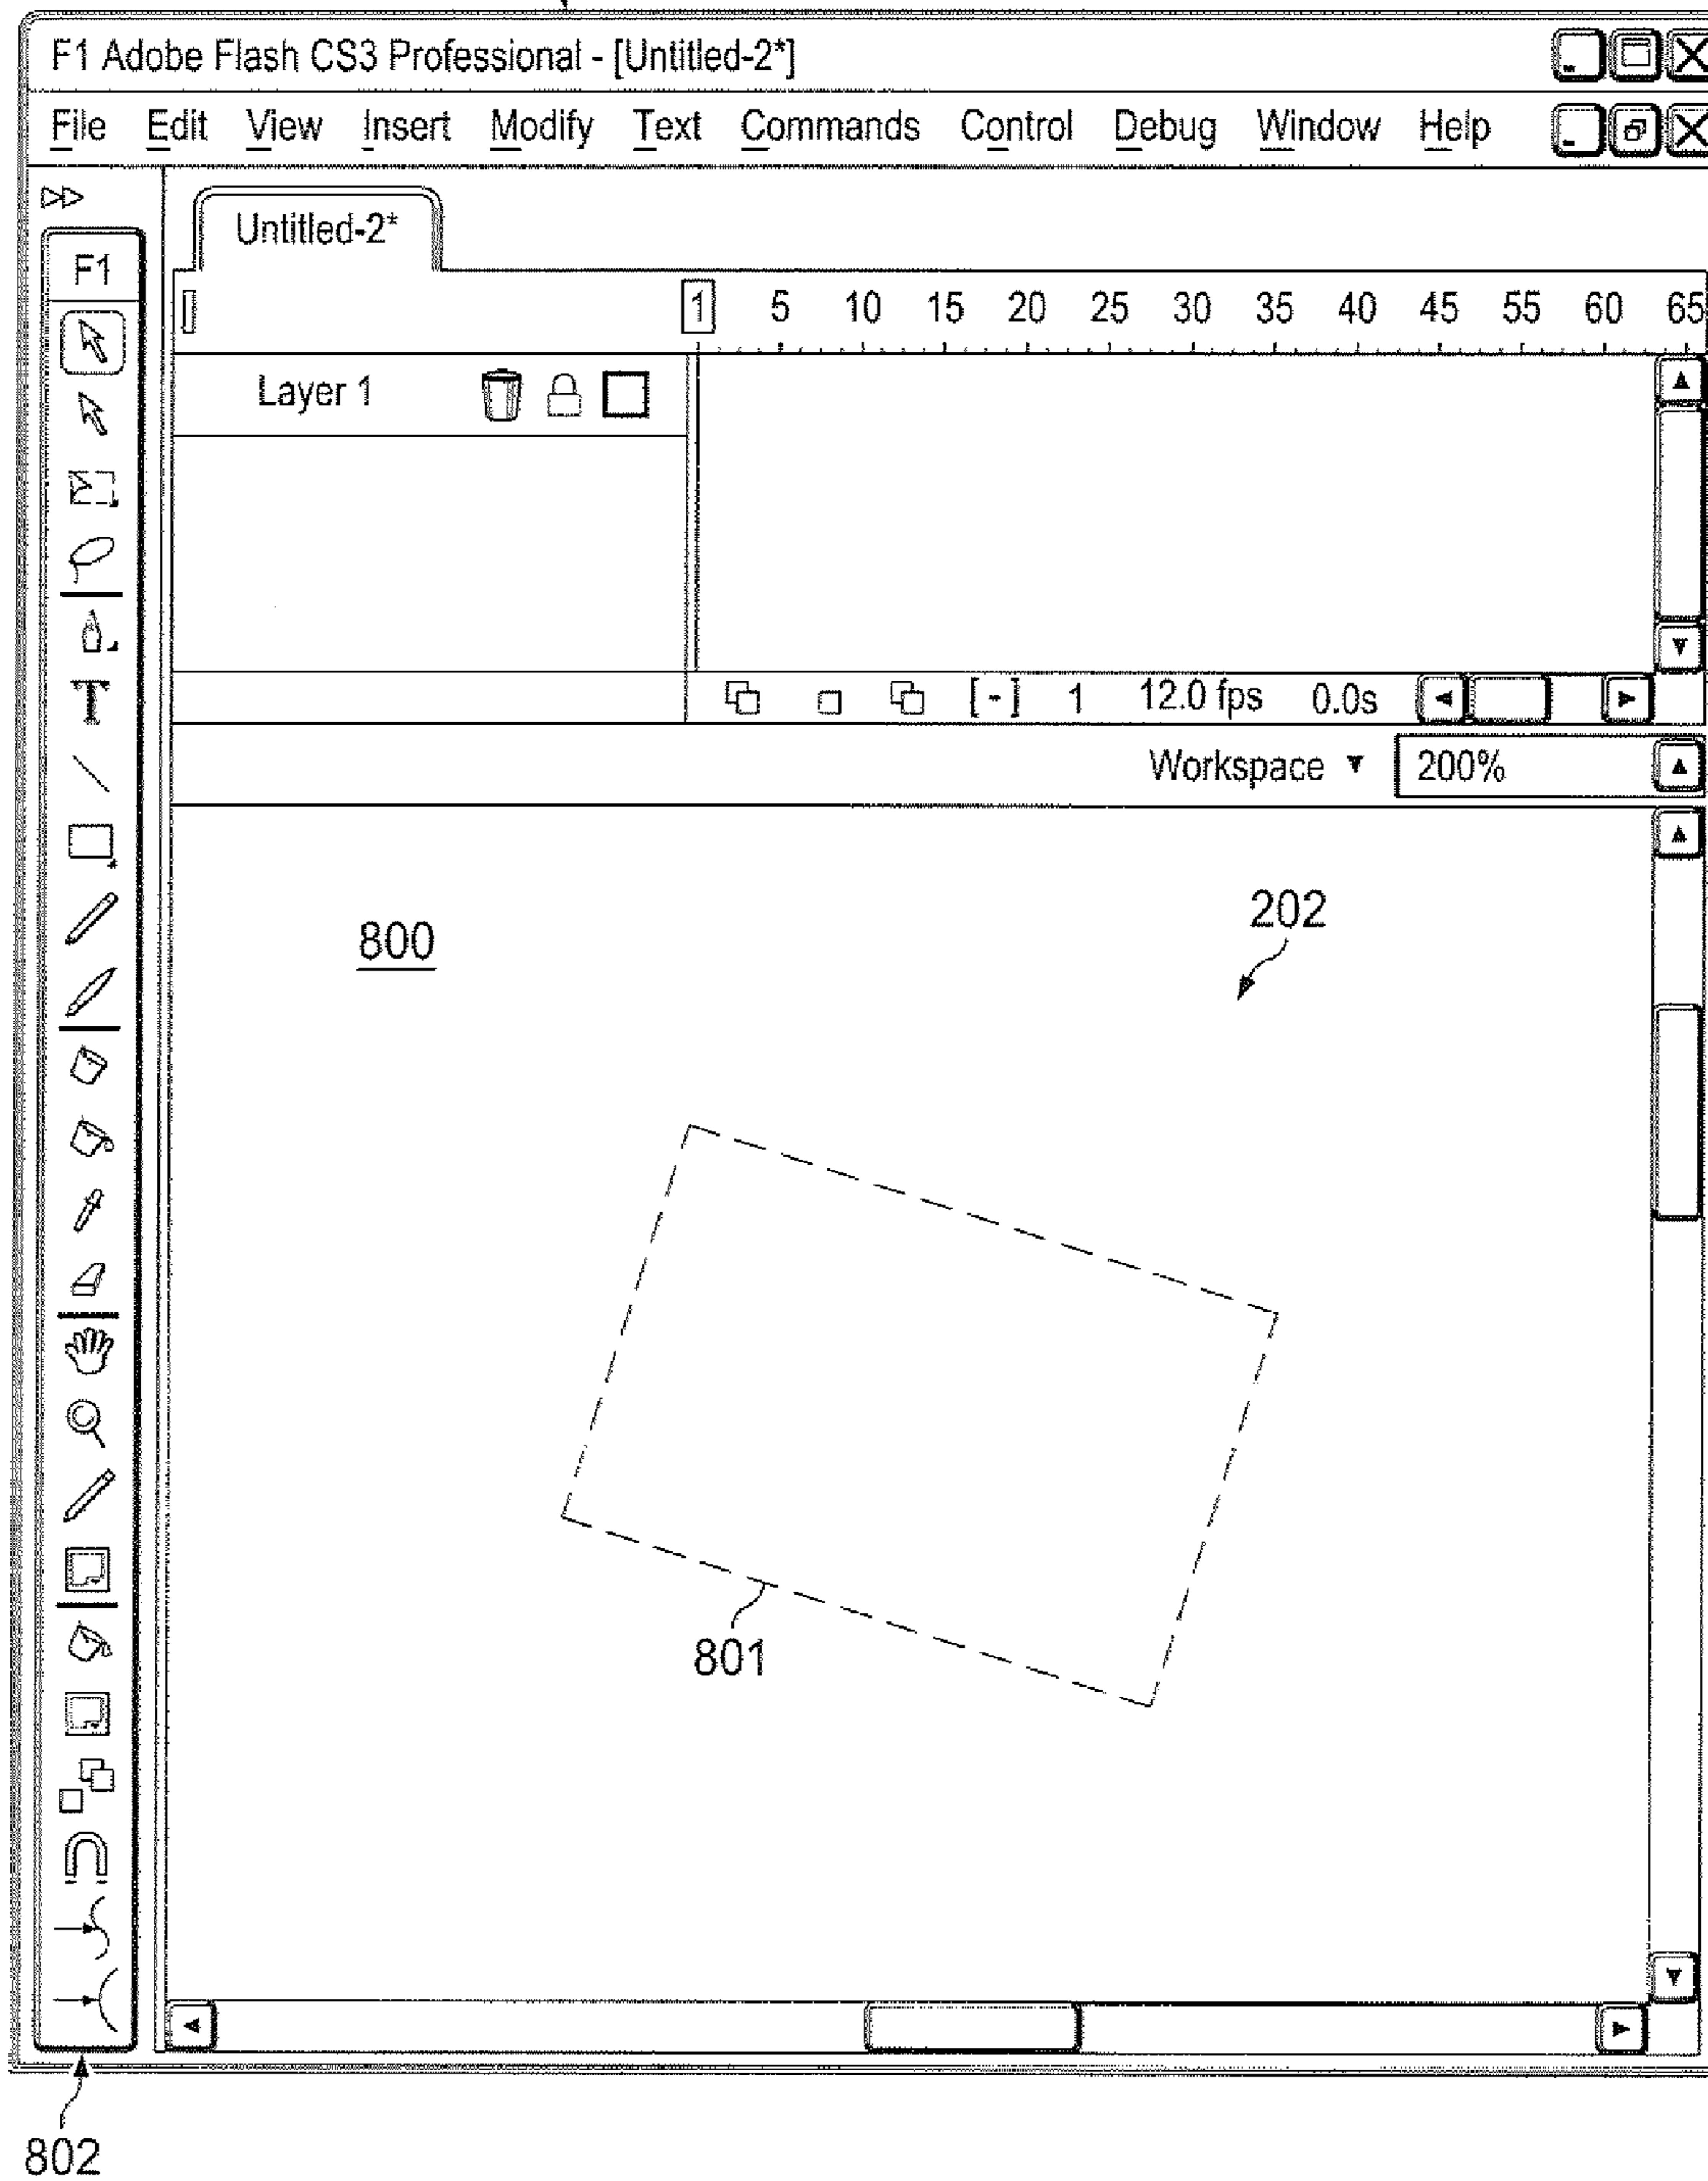 F1 Adobe Flash CS3 Professional - [Untitled-2*]
File Edit View Insert Modify Text Commands Control Debug Window Help
Untitled-2*
F1
1 5 10 15 20 25 30 35 40 45 55 60 65
Layer 1
T
[-] 1 12.0 fps 0.0s
Workspace 200%
800
202
801
802